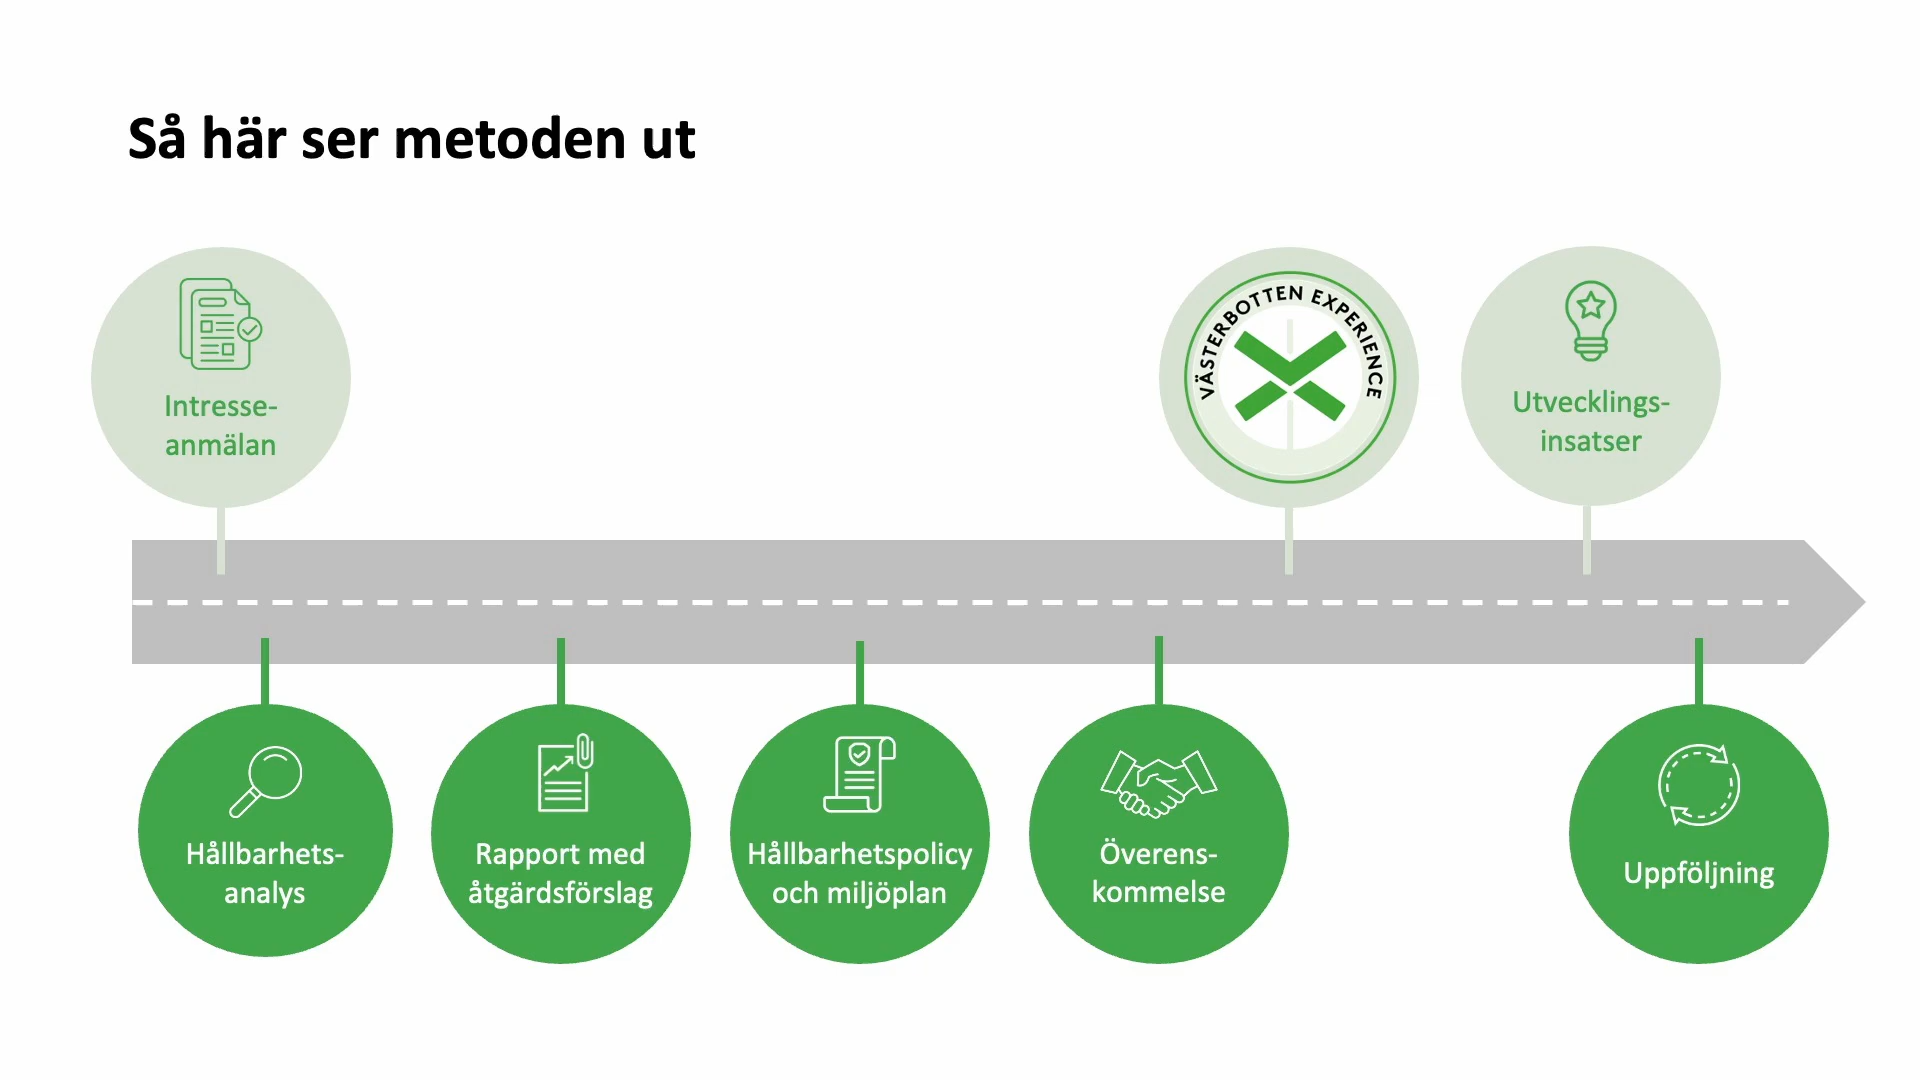 Så här ser metoden ut
Intresse-
anmälan
VÄSTERBOTTEN EXPERIENCE
Utvecklings-
insatser
Hållbarhets-
analys
Rapport med
åtgärdsförslag
Hållbarhetspolicy
och miljöplan
Överens-
kommelse
Uppföljning